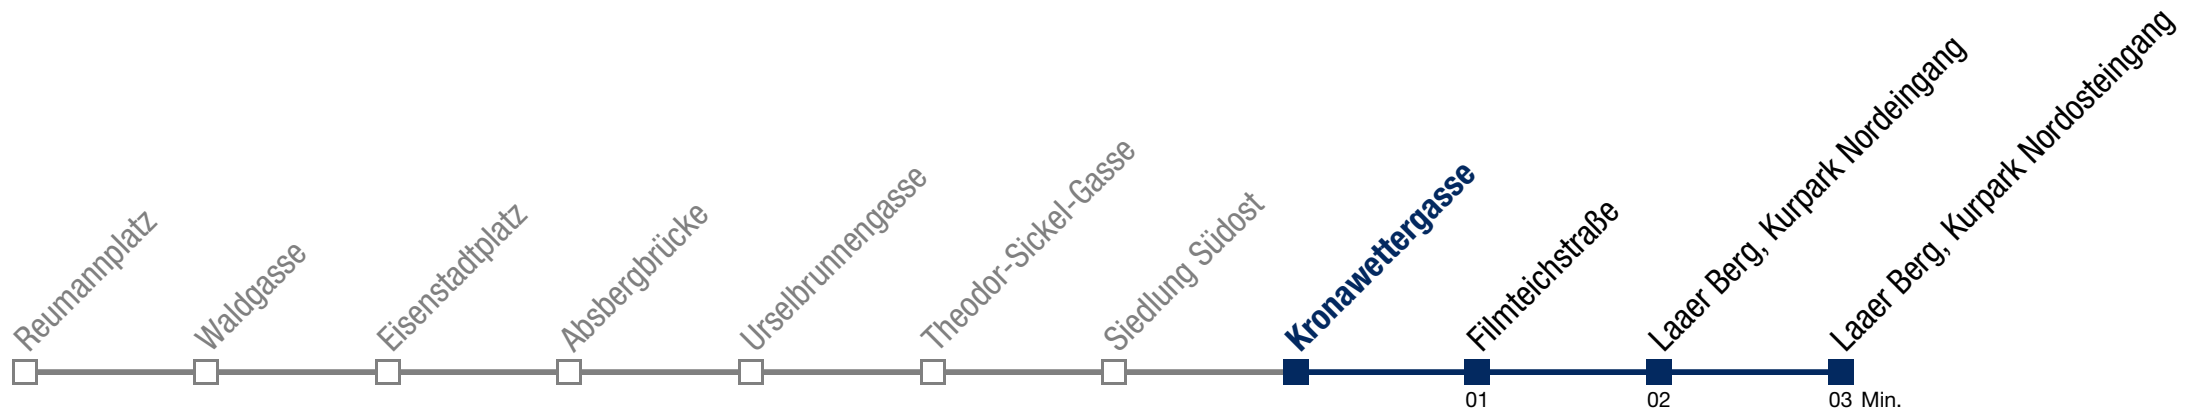 Reumannplatz
Waldgasse
Eisenstadtplatz
Absbergbrücke
Urselbrunnengasse
Theodor-Sickel-Gasse
Siedlung Südost
Kronawettergasse
Filmteichstraße
Laaer Berg, Kurpark Nordeingang
Laaer Berg, Kurpark Nordosteingang
01
02
03 Min.